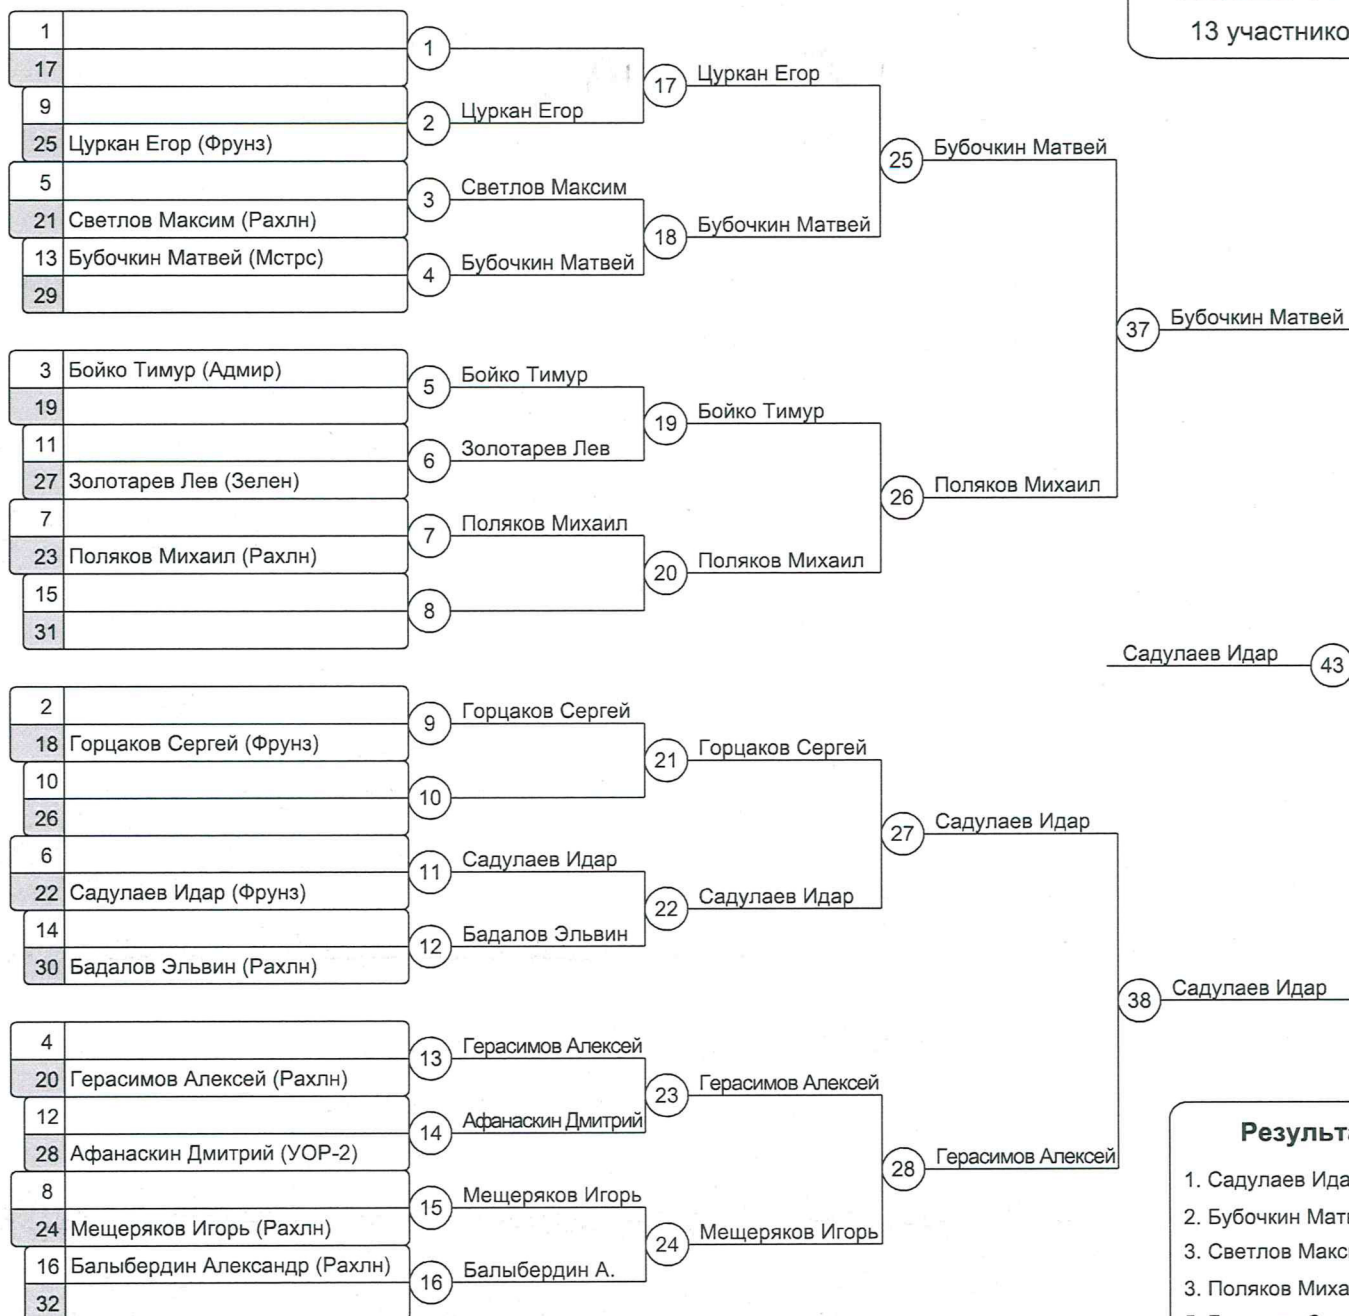 13 участнико
1
17
9
25 Цуркан Егор (Фрунз)
5
21 Светлов Максим (Рахлн)
13 Бубочкин Матвей (Мстрс)
29
1
2 Цуркан Егор
3 Светлов Максим
4 Бубочкин Матвей
17 Цуркан Егор
18 Бубочкин Матвей
25 Бубочкин Матвей
3 Бойко Тимур (Адмир)
19
11
27 Золотарев Лев (Зелен)
7
23 Поляков Михаил (Рахлн)
15
31
5 Бойко Тимур
6 Золотарев Лев
7 Поляков Михаил
8
19 Бойко Тимур
20 Поляков Михаил
26 Поляков Михаил
37 Бубочкин Матвей
Садулаев Идар 43
2
18 Горцаков Сергей (Фрунз)
10
26
6
22 Садулаев Идар (Фрунз)
14
30 Бадалов Эльвин (Рахлн)
9 Горцаков Сергей
10
11 Садулаев Идар
12 Бадалов Эльвин
21 Горцаков Сергей
22 Садулаев Идар
27 Садулаев Идар
4
20 Герасимов Алексей (Рахлн)
12
28 Афанаскин Дмитрий (УОР-2)
8
24 Мещеряков Игорь (Рахлн)
16 Балыбердин Александр (Рахлн)
32
13 Герасимов Алексей
14 Афанаскин Дмитрий
15 Мещеряков Игорь
16 Балыбердин А.
23 Герасимов Алексей
24 Мещеряков Игорь
28 Герасимов Алексей
38 Садулаев Идар
Результа
1. Садулаев Ида
2. Бубочкин Мат
3. Светлов Макс
3. Поляков Миха